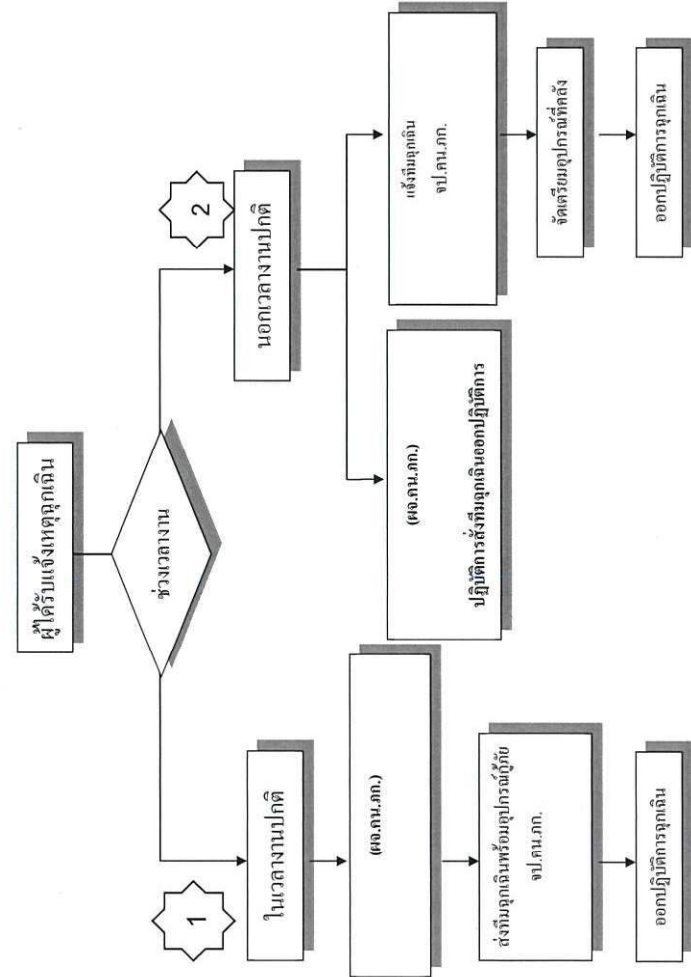 ผู้ได้รับแจ้งเหตุฉุกเฉิน
ช่วงเวลางาน
1
ในเวลางานปกติ
(ผจ.คน.ภก.)
ส่งทีมฉุกเฉินพร้อมอุปกรณ์กู้ภัย
จป.คน.ภก.
ออกปฏิบัติการฉุกเฉิน
2
นอกเวลางานปกติ
(ผจ.คน.ภก.)
ปฏิบัติการสั่งทีมฉุกเฉินออกปฏิบัติการ
แจ้งทีมฉุกเฉิน
จป.คน.ภก.
จัดเตรียมอุปกรณ์ที่คลัง
ออกปฏิบัติการฉุกเฉิน